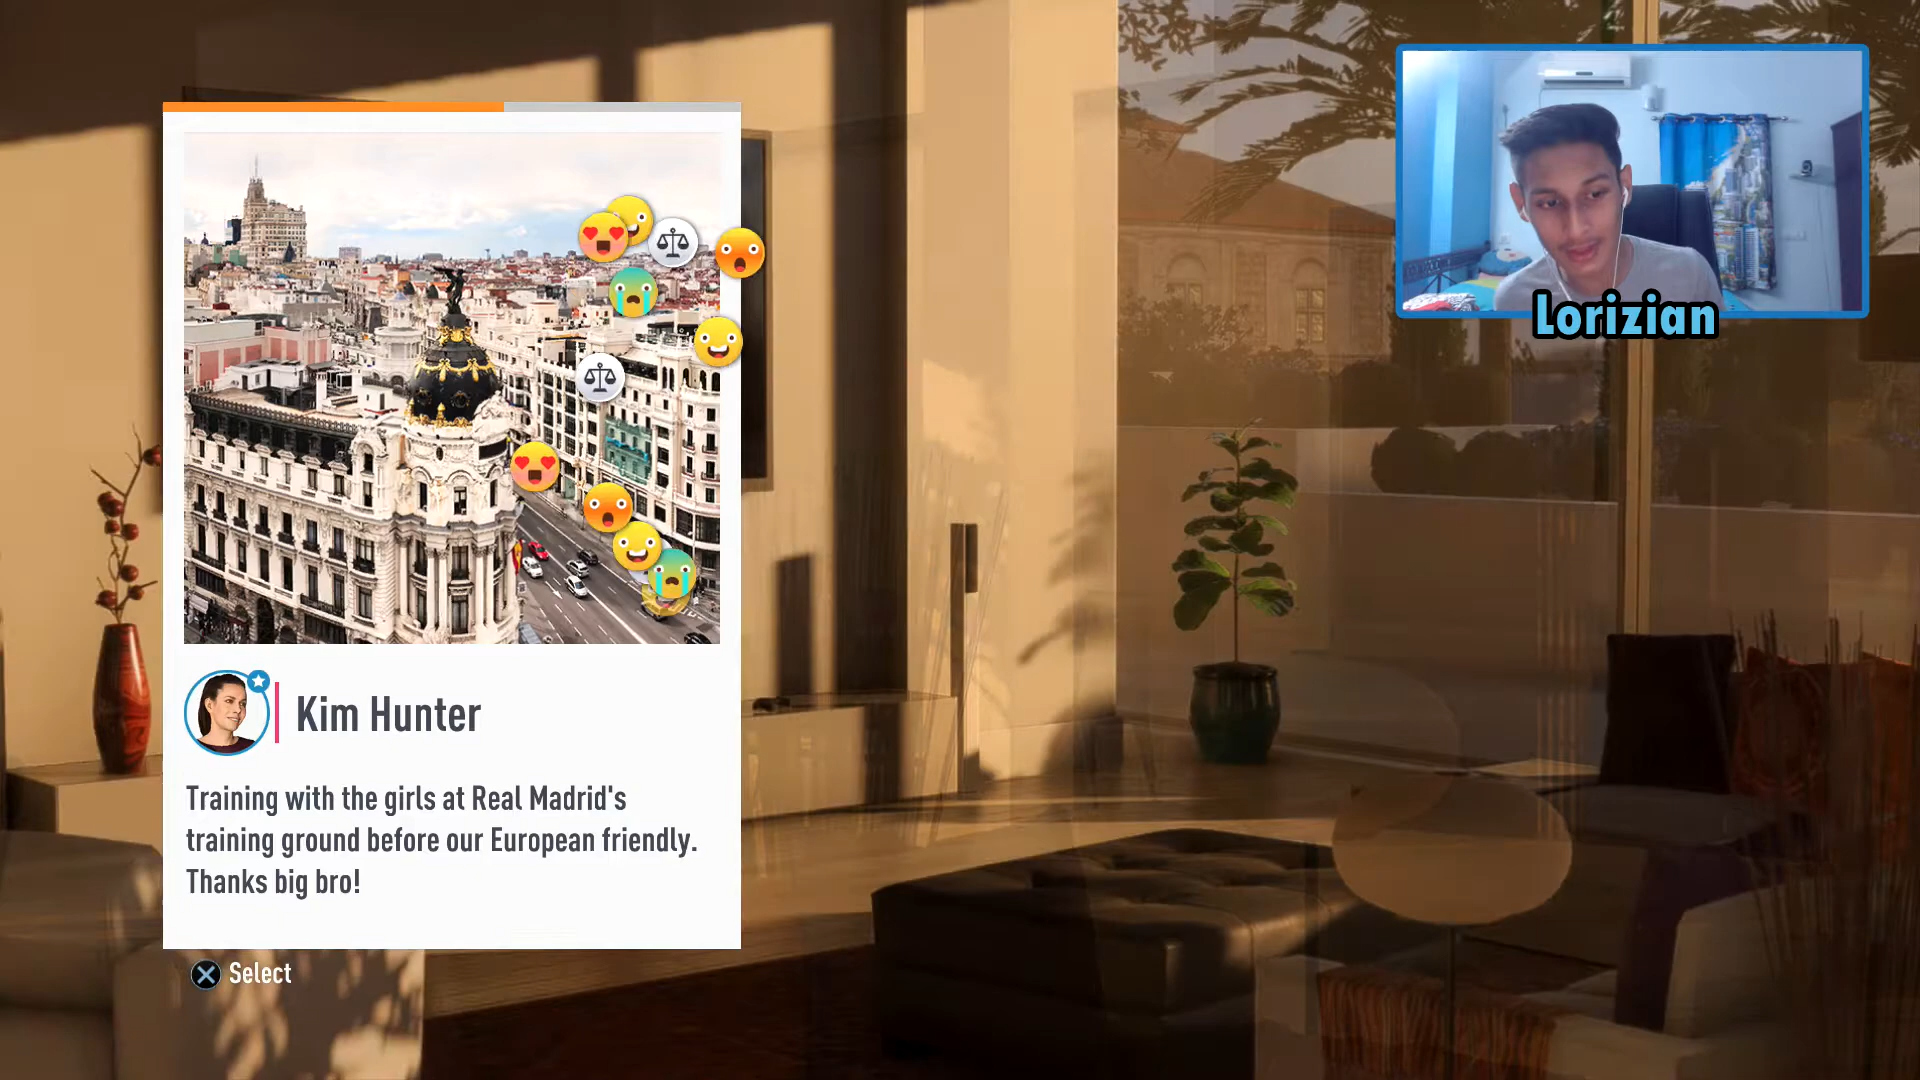 Lorizian
Kim Hunter
Training with the girls at Real Madrid's
training ground before our European friendly.
Thanks big bro!
Select